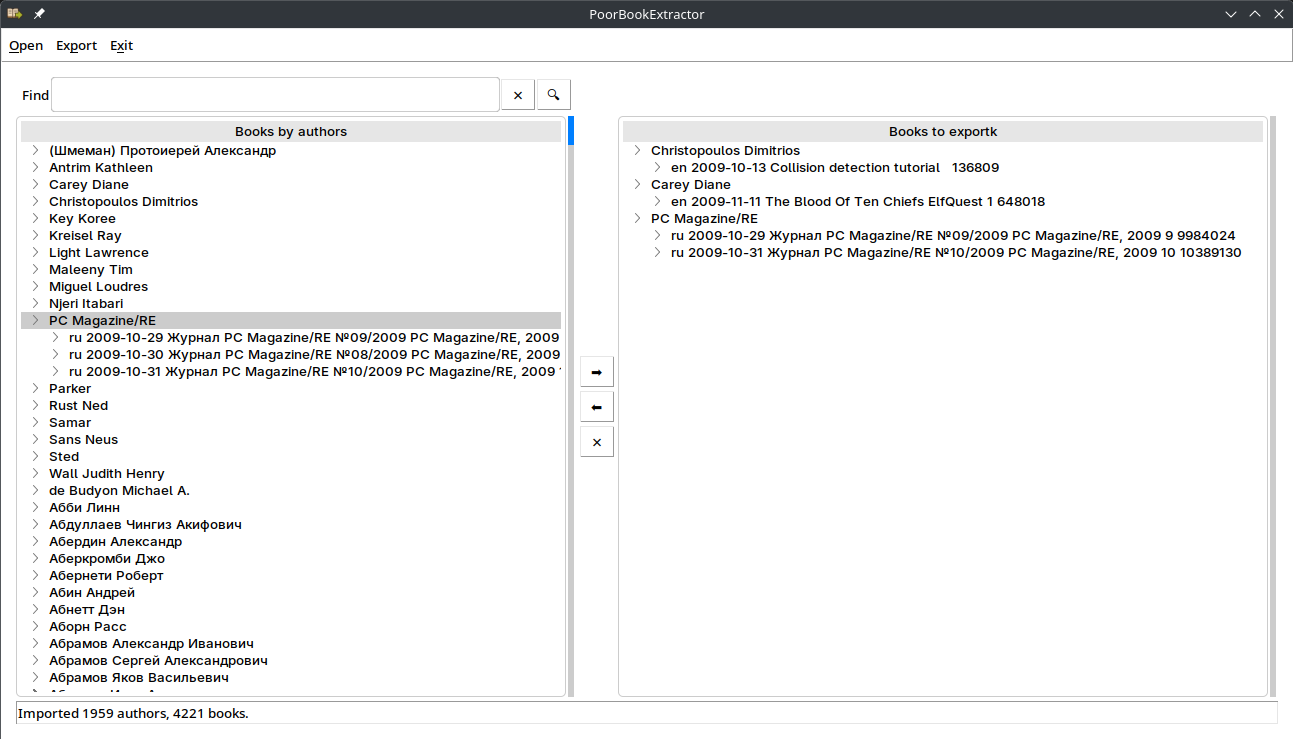 PoorBookExtractor
Open Export Exit
Find
Books by authors
(Шмеман) Протоиерей Александр
Antrim Kathleen
Carey Diane
Christopoulos Dimitrios
Key Koree
Kreisel Ray
Light Lawrence
Maleeny Tim
Miguel Loudres
Njeri Itabari
PC Magazine/RE
ru 2009-10-29 Журнал PC Magazine/RE №09/2009 PC Magazine/RE, 2009
ru 2009-10-30 Журнал PC Magazine/RE №08/2009 PC Magazine/RE, 2009
ru 2009-10-31 Журнал PC Magazine/RE №10/2009 PC Magazine/RE, 2009
Parker
Rust Ned
Samar
Sans Neus
Sted
Wall Judith Henry
de Budyon Michael A.
Абби Линн
Абдуллаев Чингиз Акифович
Абердин Александр
Аберкромби Джо
Абернети Роберт
Абин Андрей
Абнетт Дэн
Аборн Расс
Абрамов Александр Иванович
Абрамов Сергей Александрович
Абрамов Яков Васильевич
Books to exportk
Christopoulos Dimitrios
en 2009-10-13 Collision detection tutorial 136809
Carey Diane
en 2009-11-11 The Blood Of Ten Chiefs ElfQuest 1 648018
PC Magazine/RE
ru 2009-10-29 Журнал PC Magazine/RE №09/2009 PC Magazine/RE, 2009 9 9984024
ru 2009-10-31 Журнал PC Magazine/RE №10/2009 PC Magazine/RE, 2009 10 10389130
Imported 1959 authors, 4221 books.